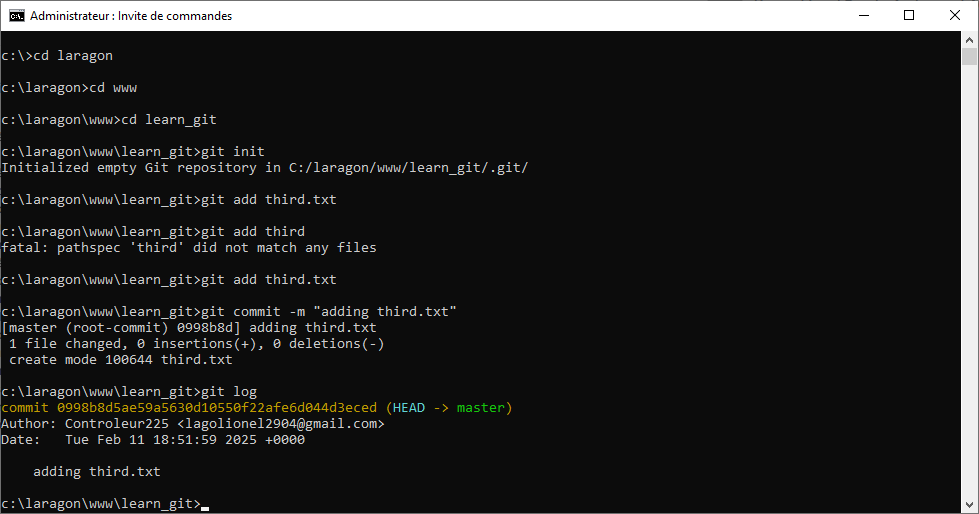 Administrateur : Invite de commandes
c:\>cd laragon
c:\laragon>cd www
c:\laragon\www>cd learn_git
c:\laragon\www\learn_git>git init
Initialized empty Git repository in C:/laragon/www/learn_git/.git/
c:\laragon\www\learn_git>git add third.txt
c:\laragon\www\learn_git>git add third
fatal: pathspec 'third' did not match any files
c:\laragon\www\learn_git>git add third.txt
c:\laragon\www\learn_git>git commit -m "adding third.txt"
[master (root-commit) 0998b8d] adding third.txt
 1 file changed, 0 insertions(+), 0 deletions(-)
 create mode 100644 third.txt
c:\laragon\www\learn_git>git log
commit 0998b8d5ae59a5630d10550f22afe6d044d3eced (HEAD -> master)
Author: Controleur225 <lagolionel2904@gmail.com>
Date:   Tue Feb 11 18:51:59 2025 +0000
    adding third.txt
c:\laragon\www\learn_git>